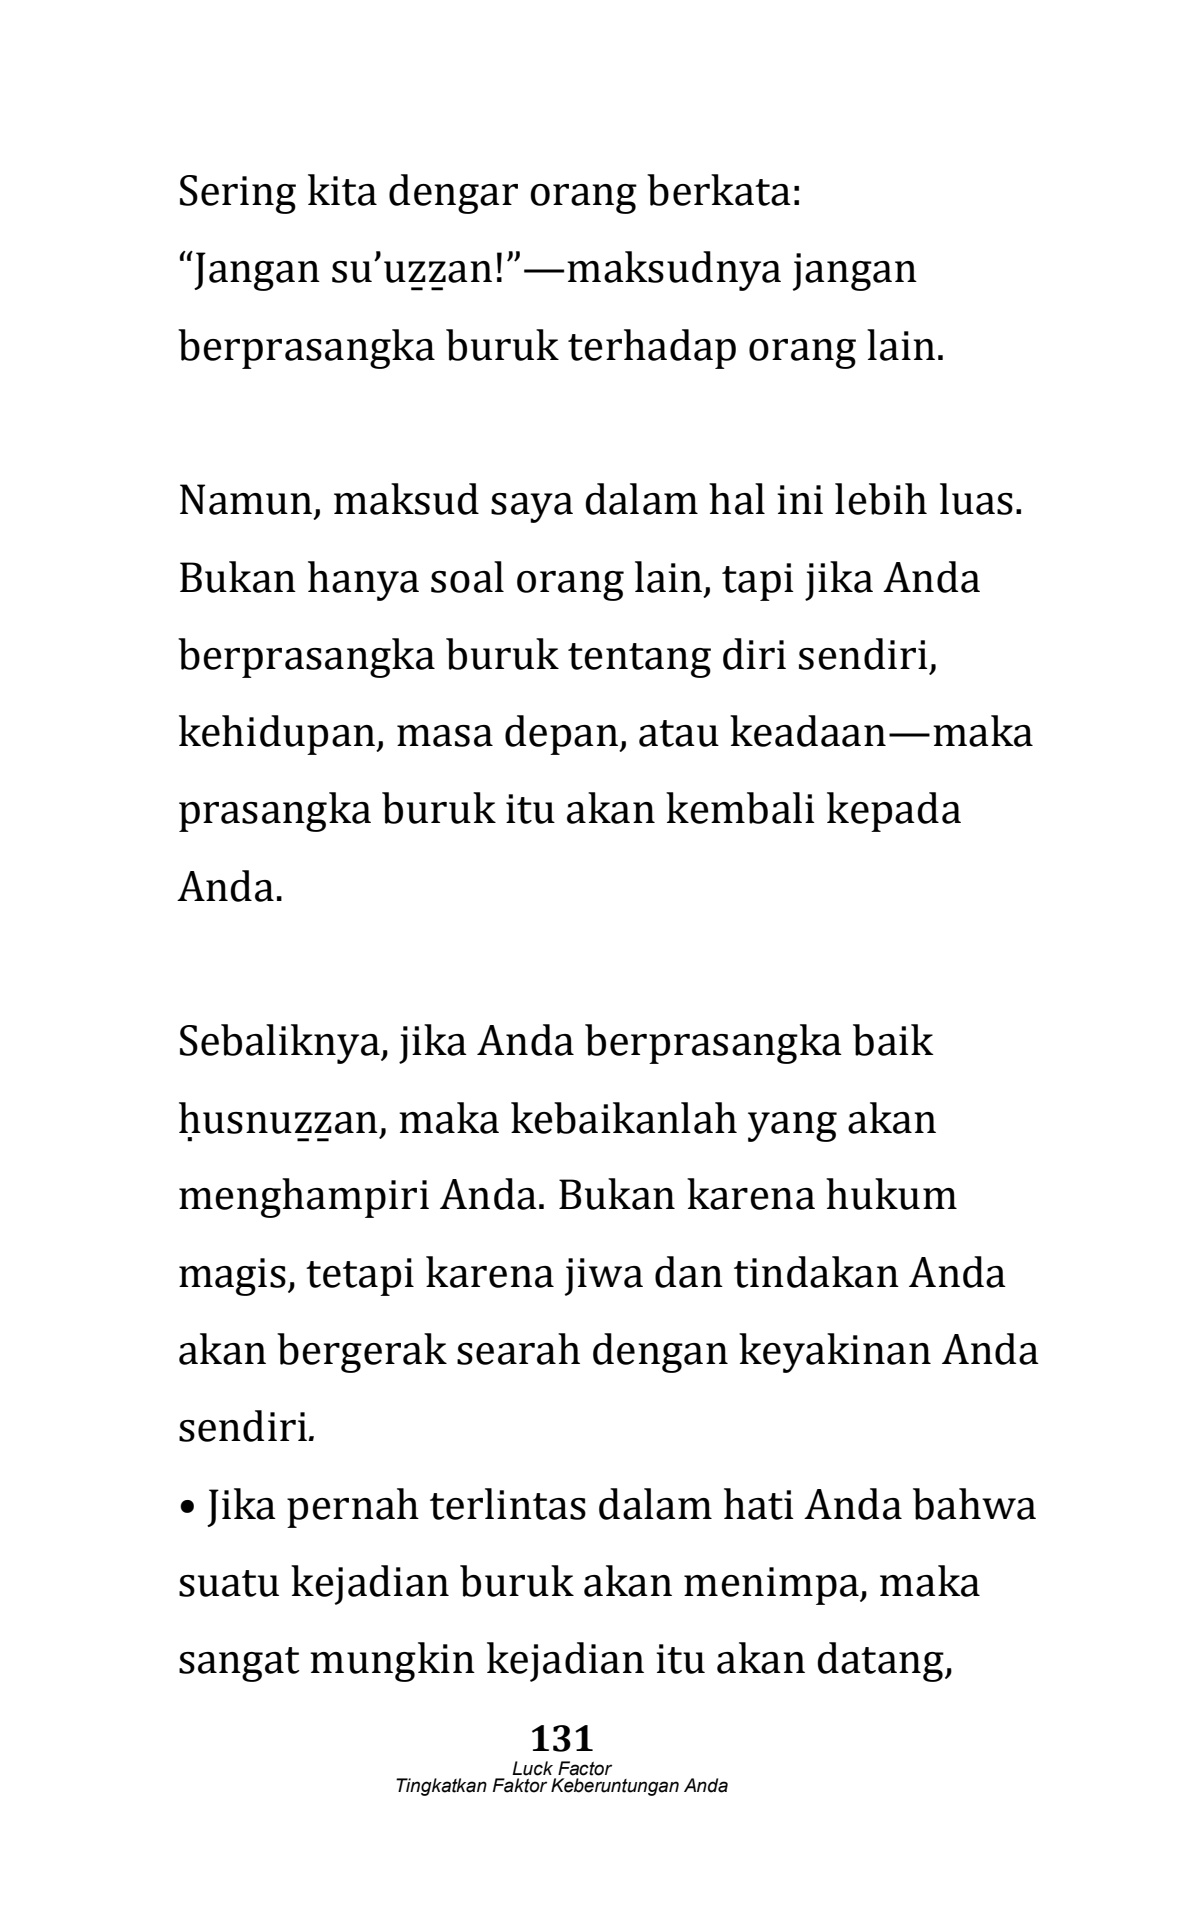 Sering kita dengar orang berkata:
“Jangan su’uẕẕan!”—maksudnya jangan
berprasangka buruk terhadap orang lain.
Namun, maksud saya dalam hal ini lebih luas.
Bukan hanya soal orang lain, tapi jika Anda
berprasangka buruk tentang diri sendiri,
kehidupan, masa depan, atau keadaan—maka
prasangka buruk itu akan kembali kepada
Anda.
Sebaliknya, jika Anda berprasangka baik
ḥusnuẕẕan, maka kebaikanlah yang akan
menghampiri Anda. Bukan karena hukum
magis, tetapi karena jiwa dan tindakan Anda
akan bergerak searah dengan keyakinan Anda
sendiri.
• Jika pernah terlintas dalam hati Anda bahwa
suatu kejadian buruk akan menimpa, maka
sangat mungkin kejadian itu akan datang,
131
Luck Factor
Tingkatkan Faktor Keberuntungan Anda